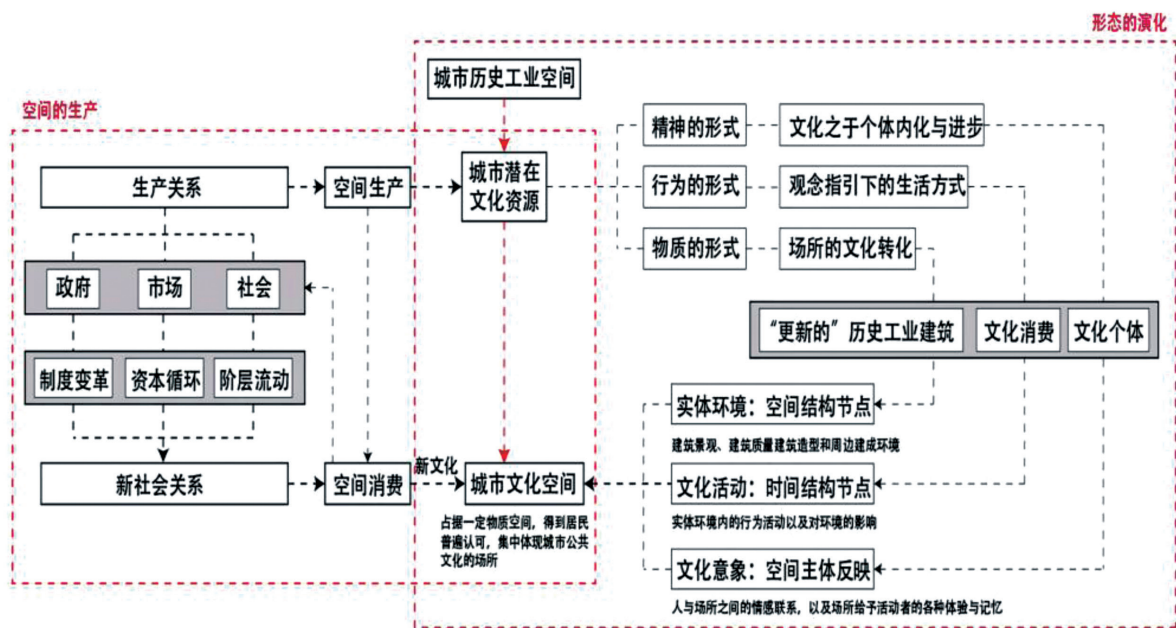 形态的演化
空间的生产
城市历史工业空间
生产关系
空间生产
城市潜在
文化资源
精神的形式
文化之于个体内化与进步
行为的形式
观念指引下的生活方式
物质的形式
场所的文化转化
政府
市场
社会
制度变革
资本循环
阶层流动
“更新的”历史工业建筑
文化消费
文化个体
新社会关系
空间消费
新文化
城市文化空间
占据一定物质空间，得到居民
普遍认可，集中体现城市公共
文化的场所
实体环境：空间结构节点
建筑景观、建筑质量建筑造型和周边建成环境
文化活动：时间结构节点
实体环境内的行为活动以及对环境的影响
文化意象：空间主体反映
人与场所之间的情感联系，以及场所给予活动者的各种体验与记忆